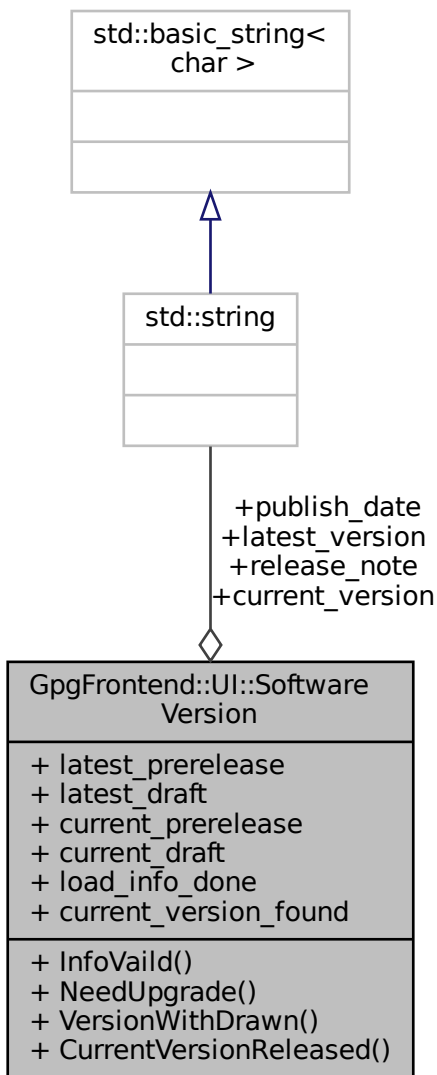 std::basic_string<
char >
std::string
+publish_date
+latest_version
+release_note
+current_version
GpgFrontend::UI::Software
Version
+ latest_prerelease
+ latest_draft
+ current_prerelease
+ current_draft
+ load_info_done
+ current_version_found
+ InfoVaild()
+ NeedUpgrade()
+ VersionWithDrawn()
+ CurrentVersionReleased()